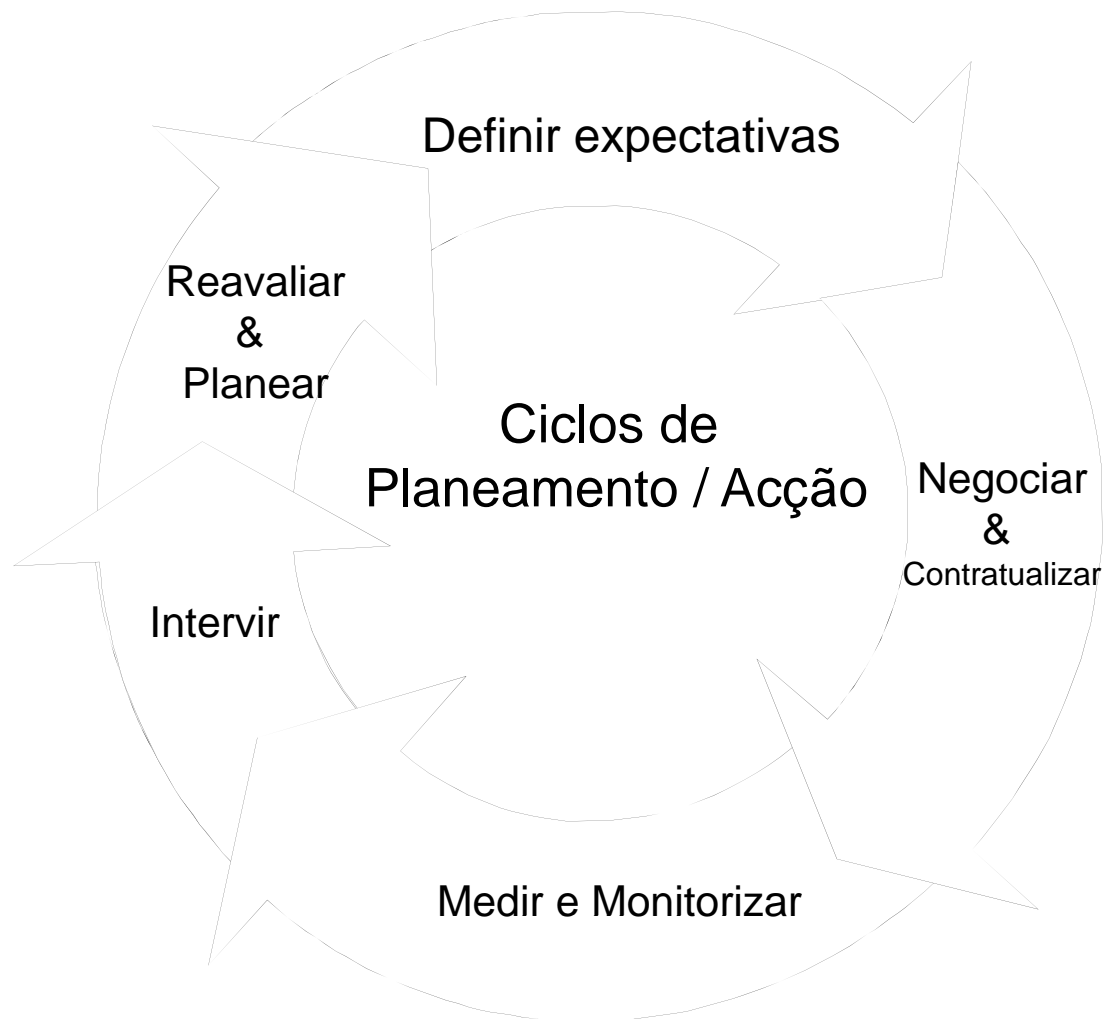 Definir expectativas
Reavaliar
&
Planear
Ciclos de
Planeamento / Acção
Negociar
&
Contratualizar
Intervir
Medir e Monitorizar